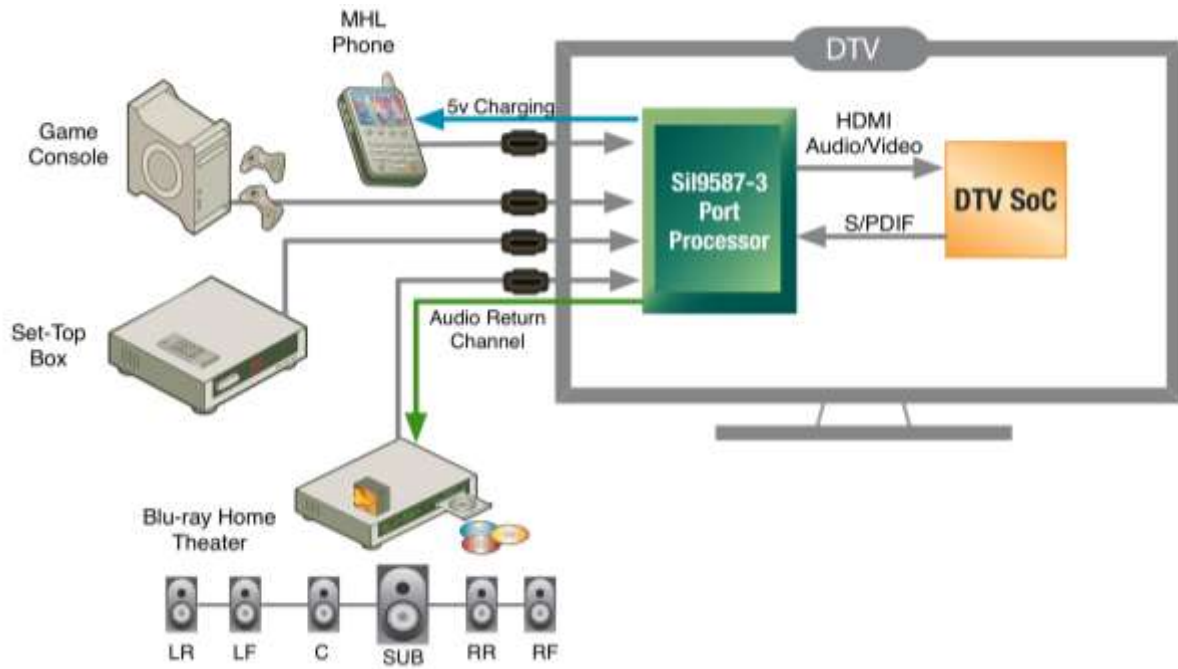 MHL
Phone
DTV
5v Charging
Game
Console
HDMI
Audio/Video
SiI9587-3
Port
Processor
DTV SoC
S/PDIF
Audio Return
Channel
Set-Top
Box
Blu-ray Home
Theater
LR
LF
C
SUB
RR
RF